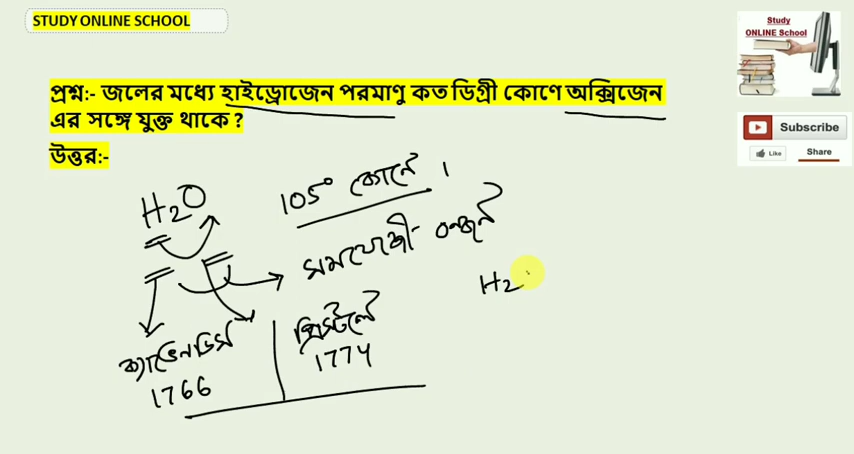 STUDY ONLINE SCHOOL
Study
ONLINE School
প্রশ্ন:- জলের মধ্যে হাইড্রোজেন পরমাণু কত ডিগ্রী কোণে অক্সিজেন
এর সঙ্গে যুক্ত থাকে ?
উত্তর:-
Subscribe
Like
Share
H2O
105° কোনে ।
সমযোজী বন্ধন
H2
ক্যাভেনডিস
1766
প্রিস্টলে
1774